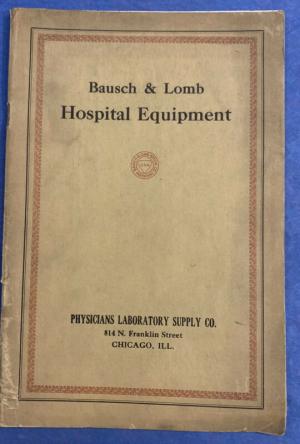 Bausch & Lomb
Hospital Equipment
PHYSICIANS LABORATORY SUPPLY CO.
814 N. Franklin Street
CHICAGO, ILL.